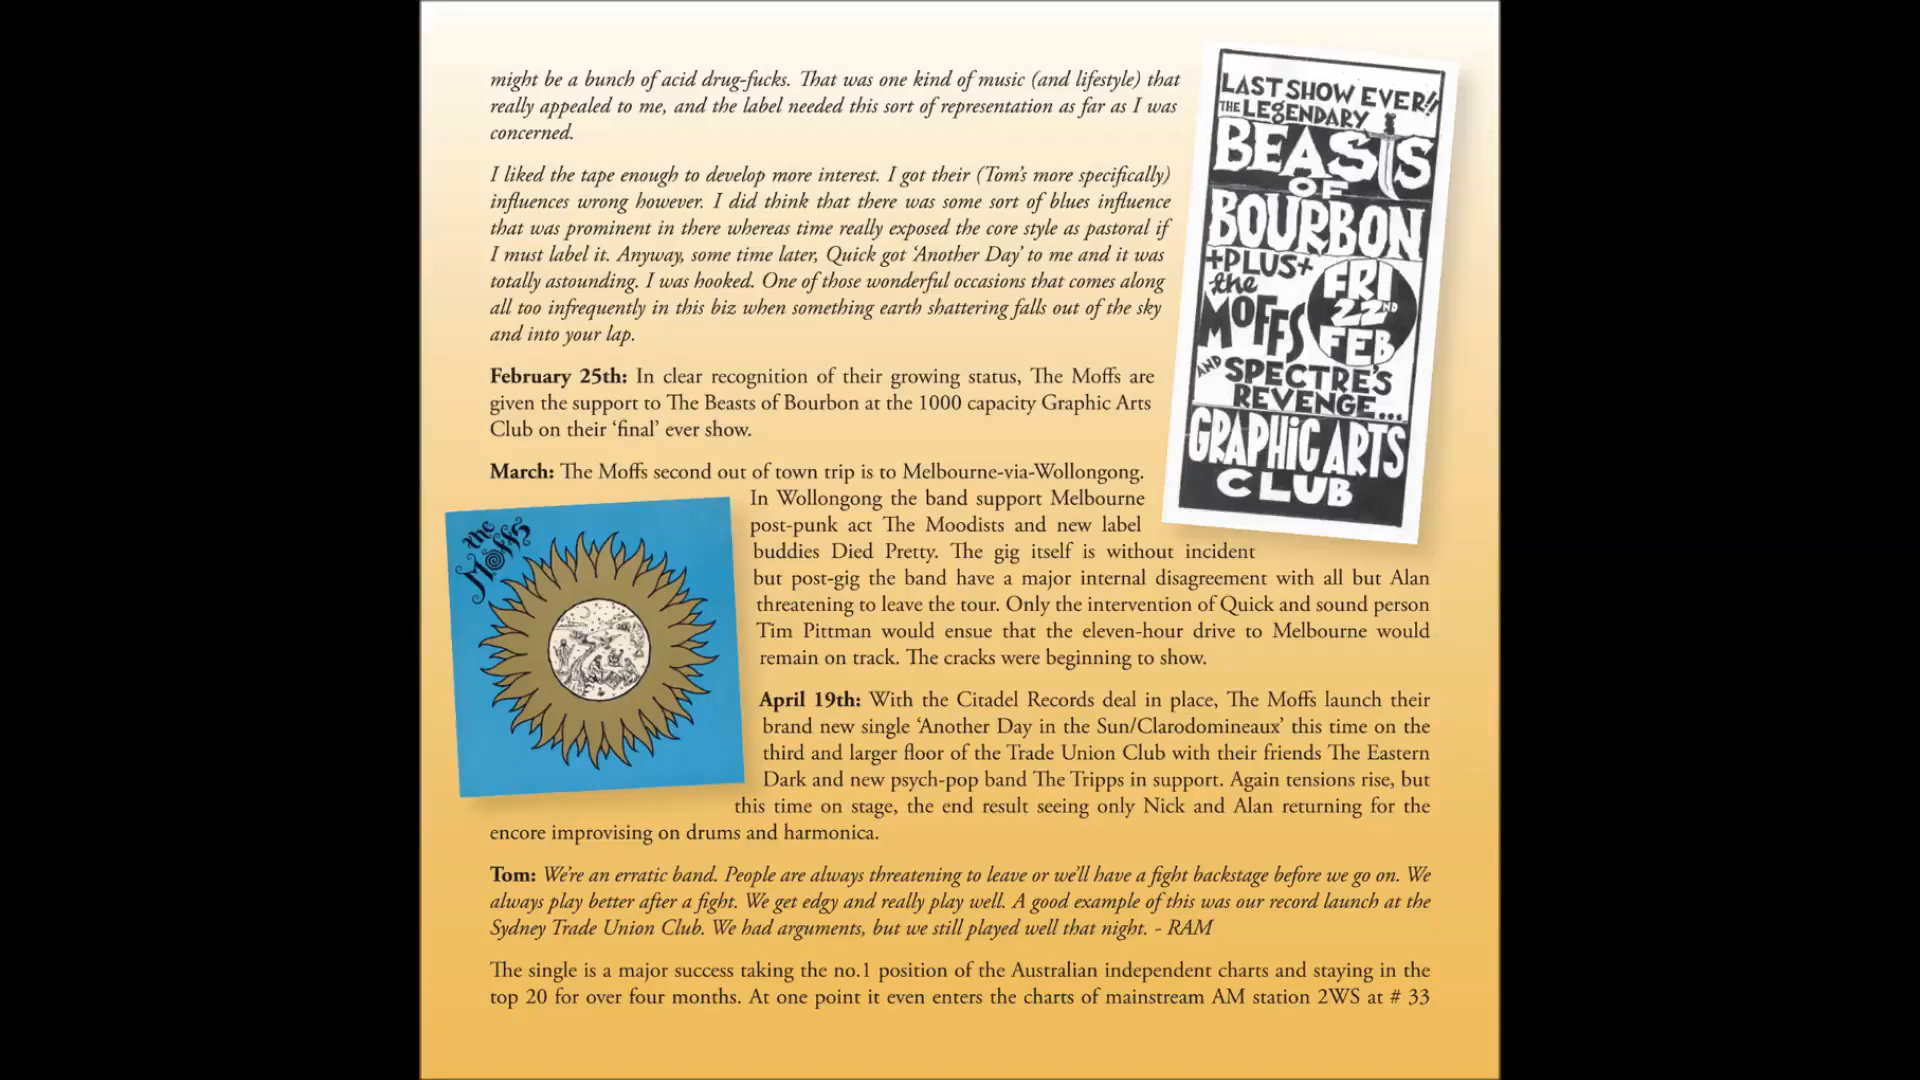 might be a bunch of acid drug-fucks. That was one kind of music (and lifestyle) that
really appealed to me, and the label needed this sort of representation as far as I was
concerned.
I liked the tape enough to develop more interest. I got their (Tom's more specifically)
influences wrong however. I did think that there was some sort of blues influence
that was prominent in there whereas time really exposed the core style as pastoral if
I must label it. Anyway, some time later, Quick got ‘Another Day’ to me and it was
totally astounding. I was hooked. One of those wonderful occasions that comes along
all too infrequently in this biz when something earth shattering falls out of the sky
and into your lap.
February 25th: In clear recognition of their growing status, The Moffs are
given the support to The Beasts of Bourbon at the 1000 capacity Graphic Arts
Club on their ‘final’ ever show.
March: The Moffs second out of town trip is to Melbourne-via-Wollongong.
In Wollongong the band support Melbourne
post-punk act The Moodists and new label
buddies Died Pretty. The gig itself is without incident
but post-gig the band have a major internal disagreement with all but Alan
threatening to leave the tour. Only the intervention of Quick and sound person
Tim Pittman would ensue that the eleven-hour drive to Melbourne would
remain on track. The cracks were beginning to show.
April 19th: With the Citadel Records deal in place, The Moffs launch their
brand new single ‘Another Day in the Sun/Clarodomineaux’ this time on the
third and larger floor of the Trade Union Club with their friends The Eastern
Dark and new psych-pop band The Tripps in support. Again tensions rise, but
this time on stage, the end result seeing only Nick and Alan returning for the
encore improvising on drums and harmonica.
Tom: We're an erratic band. People are always threatening to leave or we'll have a fight backstage before we go on. We
always play better after a fight. We get edgy and really play well. A good example of this was our record launch at the
Sydney Trade Union Club. We had arguments, but we still played well that night. - RAM
The single is a major success taking the no.1 position of the Australian independent charts and staying in the
top 20 for over four months. At one point it even enters the charts of mainstream AM station 2WS at # 33
LAST SHOW EVER!!
THE LEGENDARY
BEASTS
OF
BOURBON
+PLUS+
the
MOFFS
FRI
22ND
FEB
AND SPECTRE'S
REVENGE...
GRAPHiC ARTS
CLUB
the
Moffs